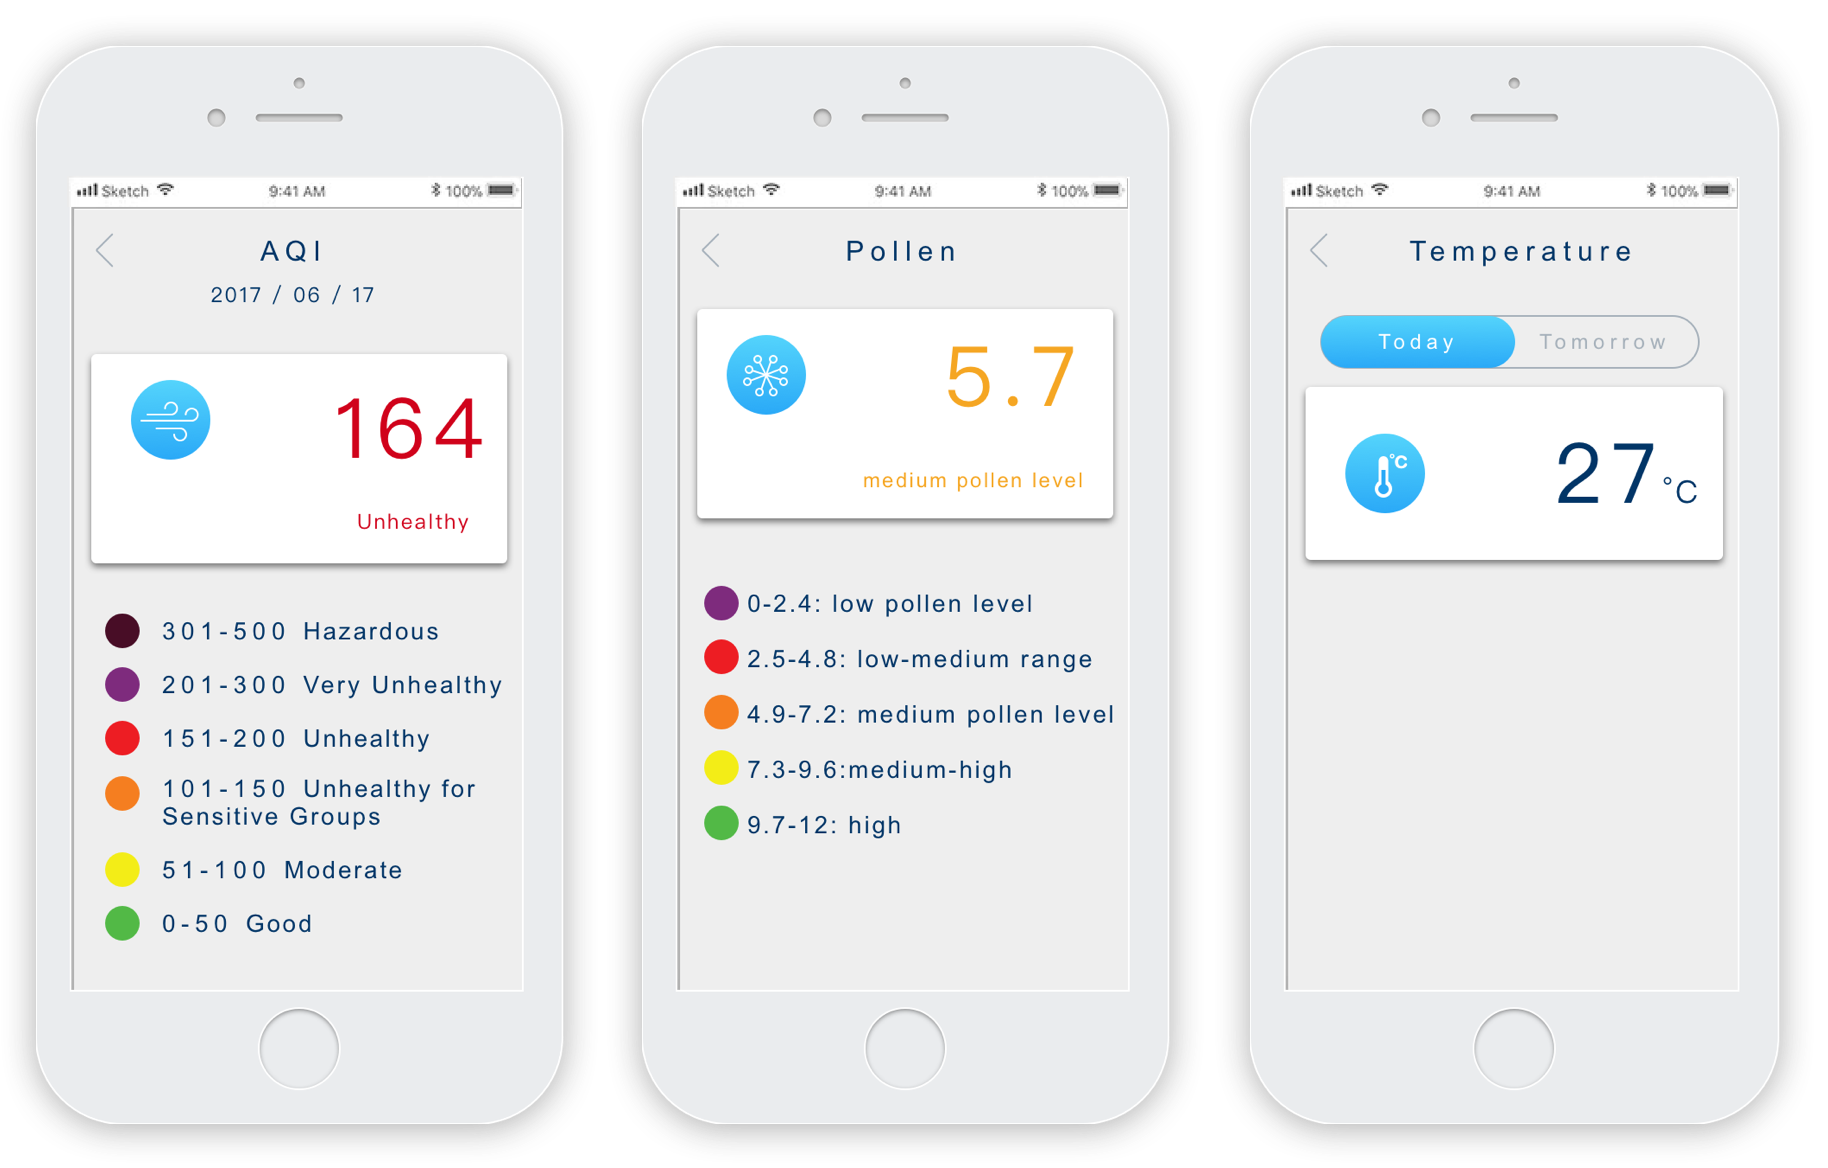 Sketch 9:41 AM 100%
AQI
2017 / 06 / 17
164
Unhealthy
301-500 Hazardous
201-300 Very Unhealthy
151-200 Unhealthy
101-150 Unhealthy for
Sensitive Groups
51-100 Moderate
0-50 Good
Sketch 9:41 AM 100%
Pollen
5.7
medium pollen level
0-2.4: low pollen level
2.5-4.8: low-medium range
4.9-7.2: medium pollen level
7.3-9.6:medium-high
9.7-12: high
Sketch 9:41 AM 100%
Temperature
Today Tomorrow
°C
27 °C